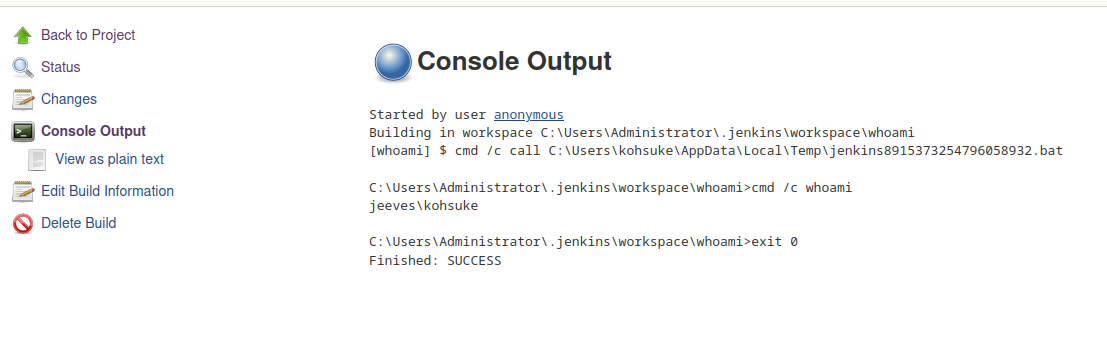 Back to Project
Status
Changes
Console Output
View as plain text
Edit Build Information
Delete Build
Console Output
Started by user anonymous
Building in workspace C:\Users\Administrator\.jenkins\workspace\whoami
[whoami] $ cmd /c call C:\Users\kohsuke\AppData\Local\Temp\jenkins8915373254796058932.bat
C:\Users\Administrator\.jenkins\workspace\whoami>cmd /c whoami
jeeves\kohsuke
C:\Users\Administrator\.jenkins\workspace\whoami>exit 0
Finished: SUCCESS